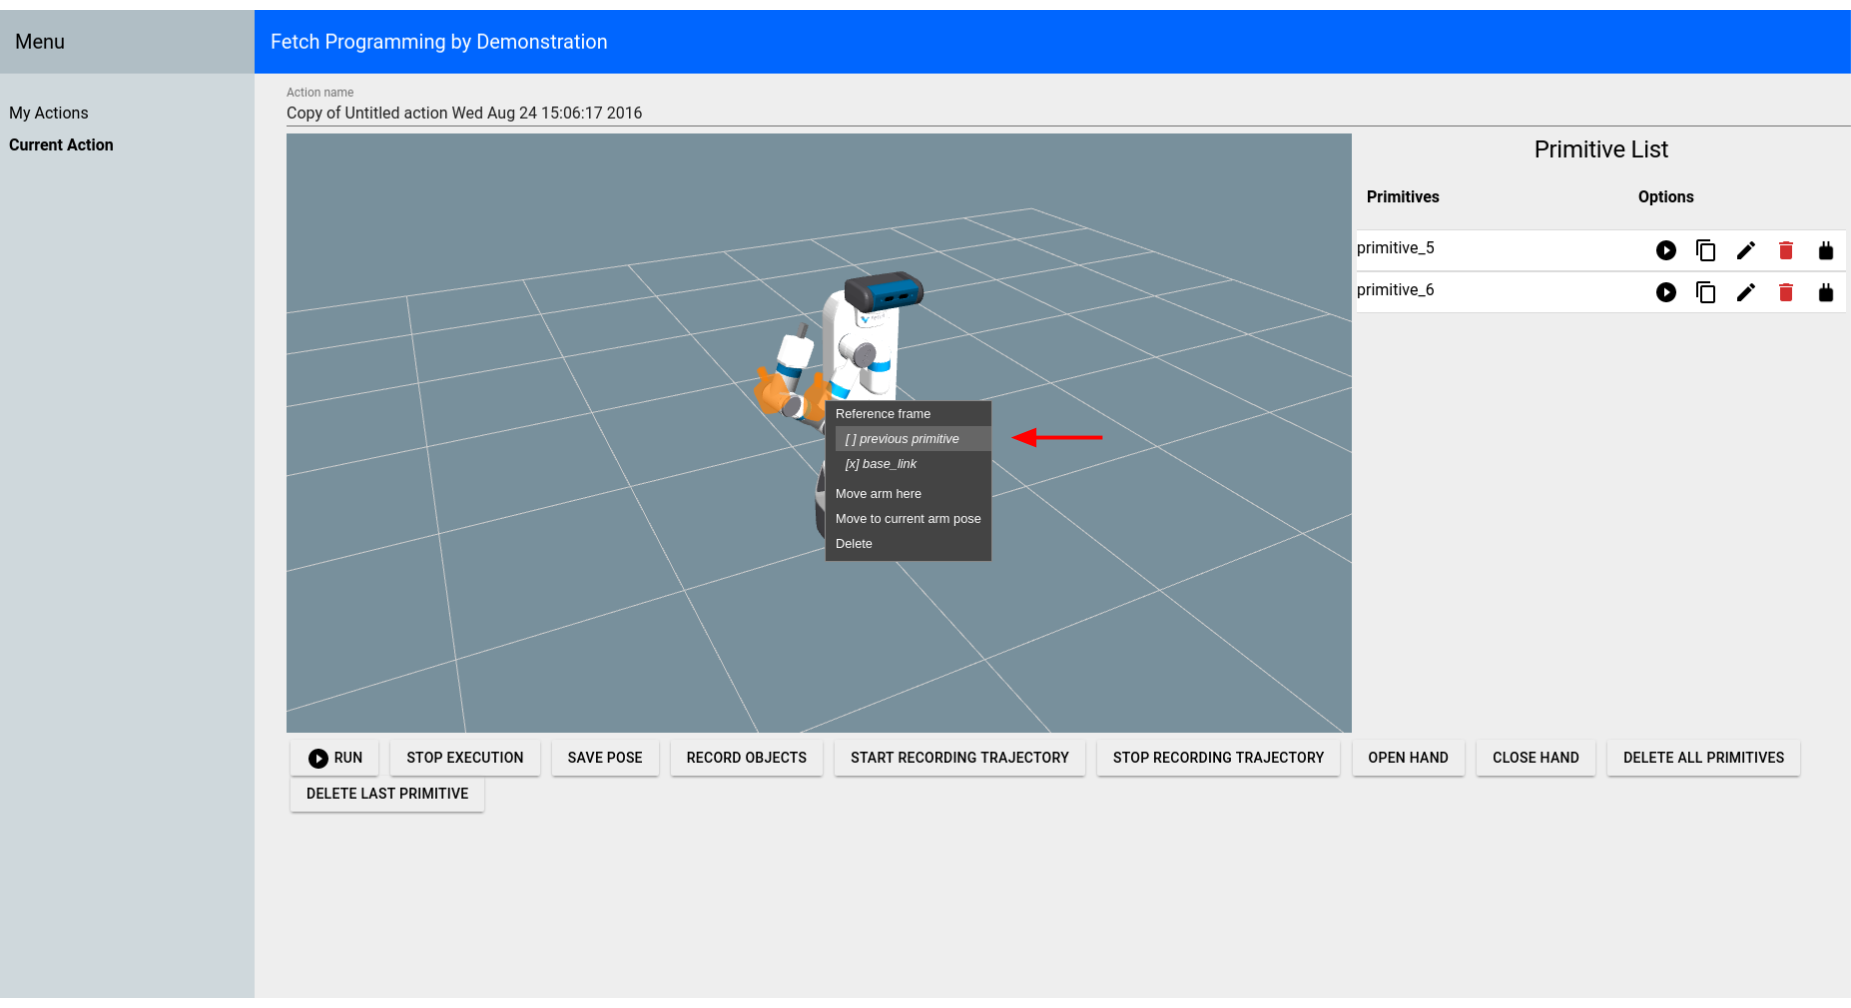 Menu
Fetch Programming by Demonstration
My Actions
Current Action
Action name
Copy of Untitled action Wed Aug 24 15:06:17 2016
Primitive List
Primitives Options
primitive_5
primitive_6
Reference frame
[ ] previous primitive
[x] base_link
Move arm here
Move to current arm pose
Delete
RUN STOP EXECUTION SAVE POSE RECORD OBJECTS START RECORDING TRAJECTORY STOP RECORDING TRAJECTORY OPEN HAND CLOSE HAND DELETE ALL PRIMITIVES
DELETE LAST PRIMITIVE